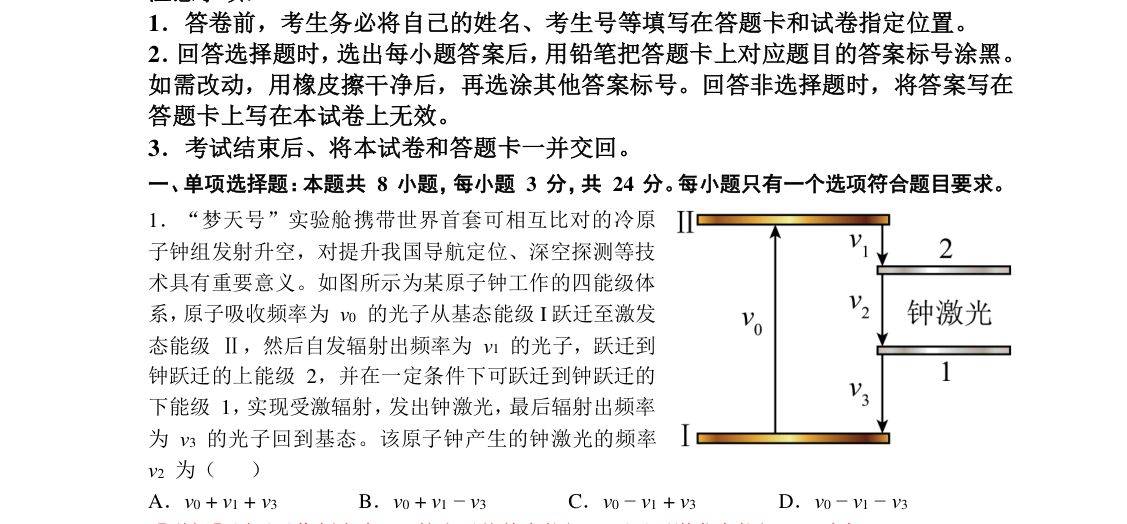 1．答卷前，考生务必将自己的姓名、考生号等填写在答题卡和试卷指定位置。
2．回答选择题时，选出每小题答案后，用铅笔把答题卡上对应题目的答案标号涂黑。
如需改动，用橡皮擦干净后，再选涂其他答案标号。回答非选择题时，将答案写在
答题卡上写在本试卷上无效。
3．考试结束后、将本试卷和答题卡一并交回。
一、单项选择题：本题共 8 小题，每小题 3 分，共 24 分。每小题只有一个选项符合题目要求。
1．“梦天号”实验舱携带世界首套可相互比对的冷原
子钟组发射升空，对提升我国导航定位、深空探测等技
术具有重要意义。如图所示为某原子钟工作的四能级体
系，原子吸收频率为 ν0 的光子从基态能级 I 跃迁至激发
态能级 Ⅱ，然后自发辐射出频率为 ν1 的光子，跃迁到
钟跃迁的上能级 2，并在一定条件下可跃迁到钟跃迁的
下能级 1，实现受激辐射，发出钟激光，最后辐射出频率
为 ν3 的光子回到基态。该原子钟产生的钟激光的频率
ν2 为（　　）
Ⅱ
ν1
2
ν0
ν2
钟激光
1
ν3
I
A．ν0 + ν1 + ν3　B．ν0 + ν1 − ν3　C．ν0 − ν1 + ν3　D．ν0 − ν1 − ν3